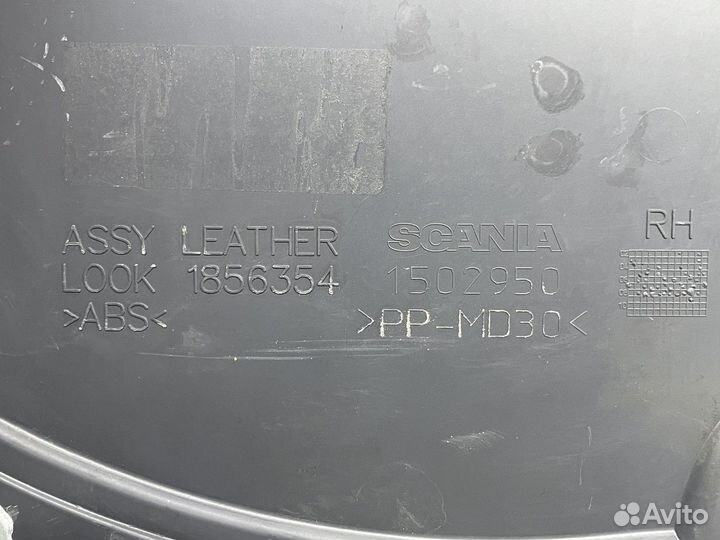 ASSY LEATHER
LOOK 1856354
>ABS<
SCANIA
1502950
>PP-MD30<
RH
Avito